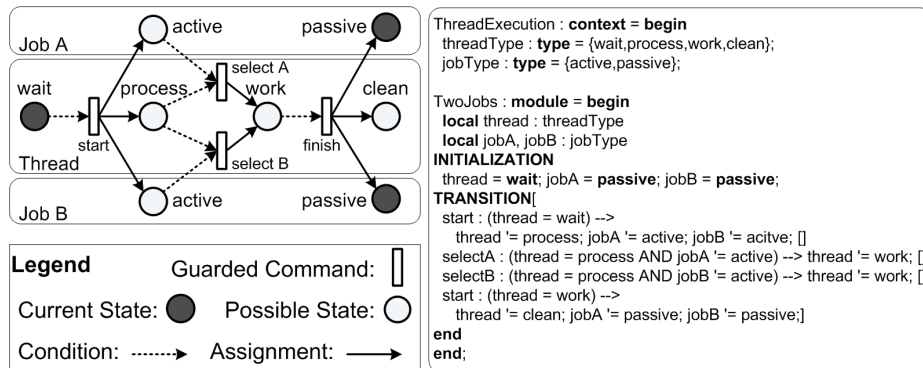 active
passive
Job A
select A
wait
process
work
clean
start
finish
Thread
select B
active
passive
Job B
Legend
Guarded Command:
Current State:
Possible State:
Condition:
Assignment:
ThreadExecution : context = begin
threadType : type = {wait,process,work,clean};
jobType : type = {active,passive};
TwoJobs : module = begin
local thread : threadType
local jobA, jobB : jobType
INITIALIZATION
thread = wait; jobA = passive; jobB = passive;
TRANSITION[
start : (thread = wait) -->
thread '= process; jobA '= active; jobB '= acitve; []
selectA : (thread = process AND jobA '= active) --> thread '= work; []
selectB : (thread = process AND jobB '= active) --> thread '= work; []
start : (thread = work) -->
thread '= clean; jobA '= passive; jobB '= passive;]
end
end;